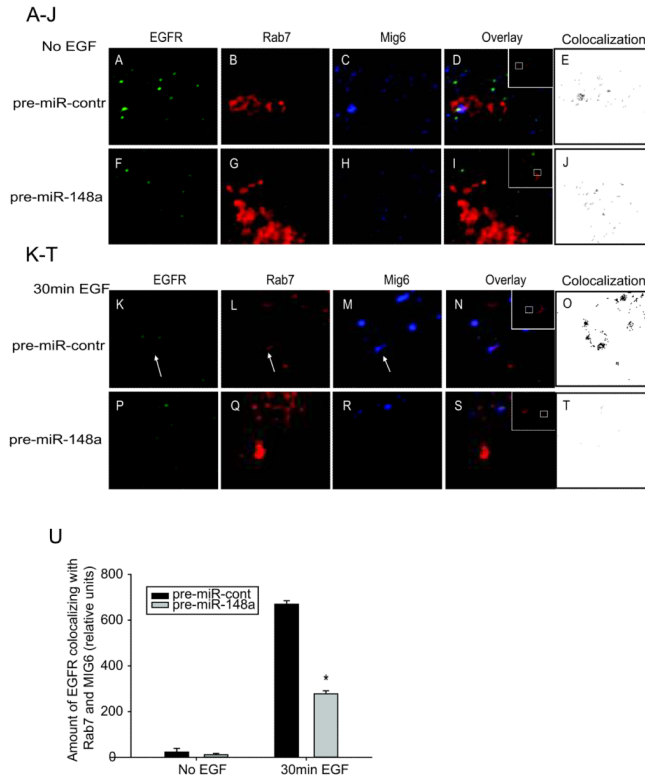 A-J
EGFR Rab7 Mig6 Overlay Colocalization
No EGF
A B C D E
pre-miR-contr
F G H I J
pre-miR-148a
K-T
EGFR Rab7 Mig6 Overlay Colocalization
30min EGF
K L M N O
pre-miR-contr
P Q R S T
pre-miR-148a
U
Amount of EGFR colocalizing with
Rab7 and MIG6 (relative units)
800
600
400
200
0
pre-miR-cont
pre-miR-148a
*
No EGF 30min EGF